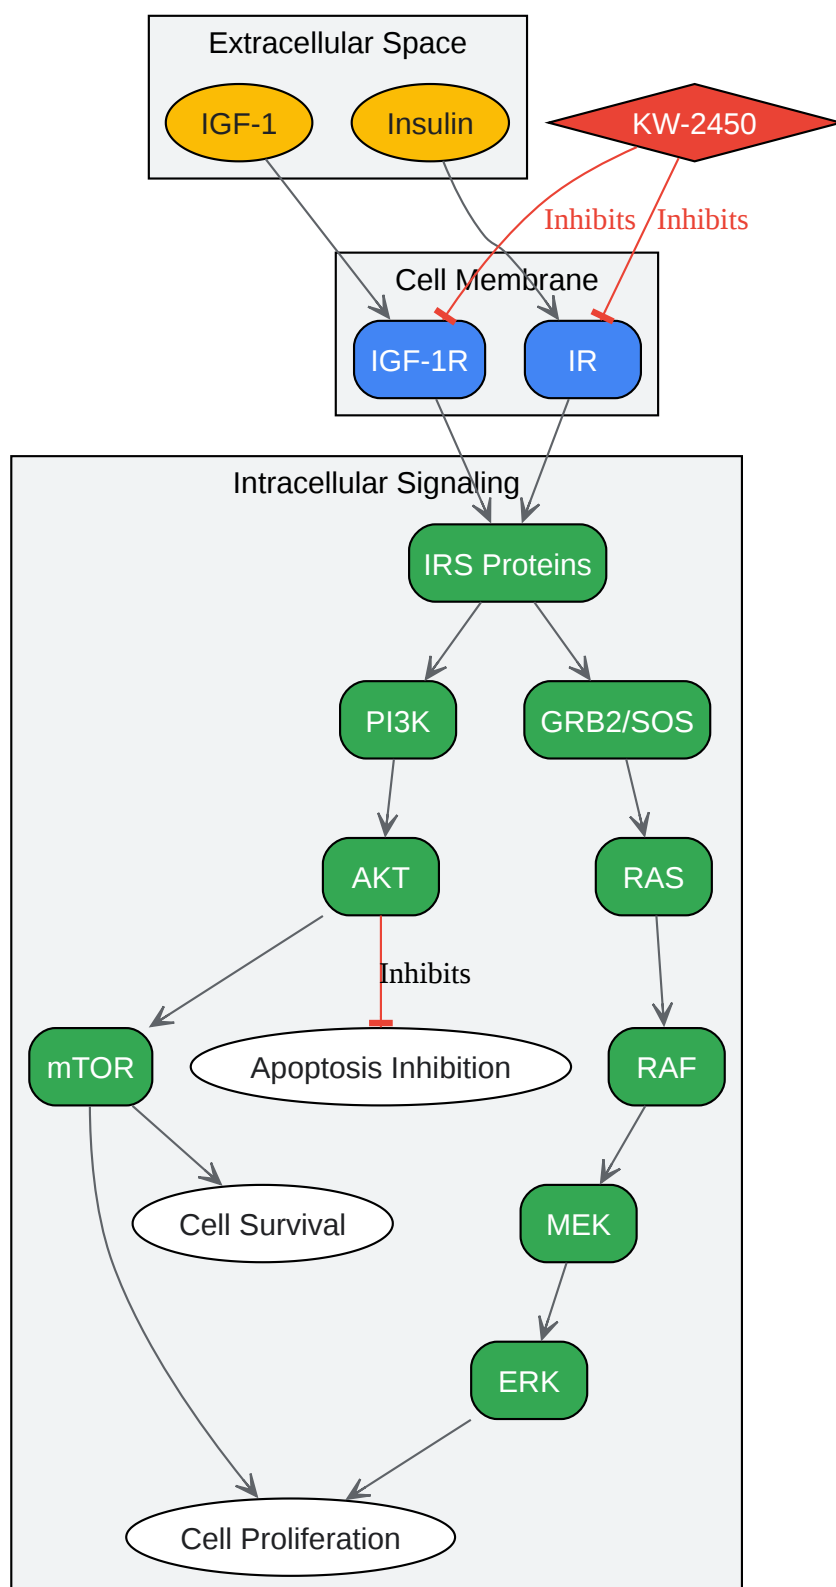 Extracellular Space
IGF-1
Insulin
KW-2450
Inhibits
Inhibits
Cell Membrane
IGF-1R
IR
Intracellular Signaling
IRS Proteins
PI3K
GRB2/SOS
AKT
RAS
Inhibits
mTOR
Apoptosis Inhibition
RAF
Cell Survival
MEK
ERK
Cell Proliferation